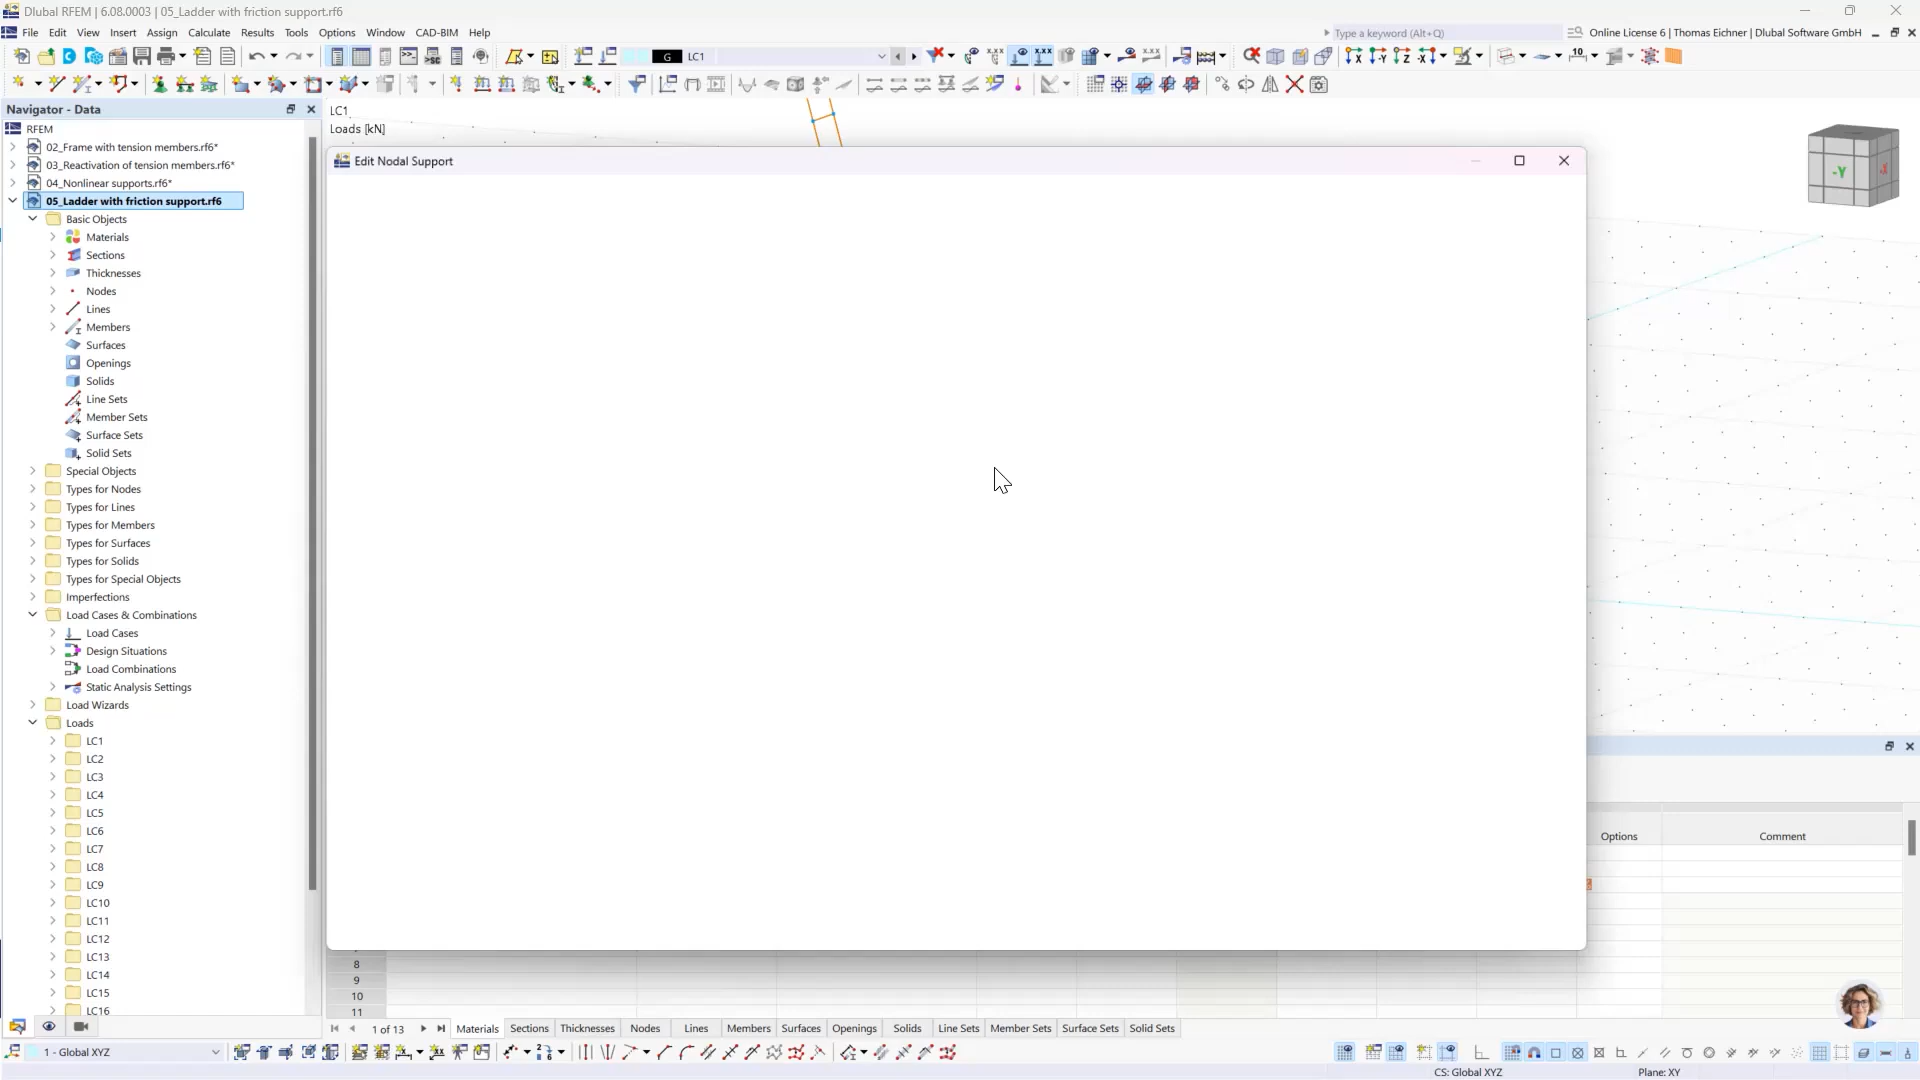 Dlubal RFEM | 6.08.0003 | 05_Ladder with friction support.rf6
File Edit View Insert Assign Calculate Results Tools Options Window CAD-BIM Help
Type a keyword (Alt+Q)
Online License 6 | Thomas Eichner | Dlubal Software GmbH
G LC1
Navigator - Data
LC1
Loads [kN]
RFEM
02_Frame with tension members.rf6*
03_Reactivation of tension members.rf6*
04_Nonlinear supports.rf6*
05_Ladder with friction support.rf6
Basic Objects
Materials
Sections
Thicknesses
Nodes
Lines
Members
Surfaces
Openings
Solids
Line Sets
Member Sets
Surface Sets
Solid Sets
Special Objects
Types for Nodes
Types for Lines
Types for Members
Types for Surfaces
Types for Solids
Types for Special Objects
Imperfections
Load Cases & Combinations
Load Cases
Design Situations
Load Combinations
Static Analysis Settings
Load Wizards
Loads
LC1
LC2
LC3
LC4
LC5
LC6
LC7
LC8
LC9
LC10
LC11
LC12
LC13
LC14
LC15
LC16
Edit Nodal Support
-Y
-X
Options Comment
8
9
10
11
1 of 13 Materials Sections Thicknesses Nodes Lines Members Surfaces Openings Solids Line Sets Member Sets Surface Sets Solid Sets
1 - Global XYZ
CS: Global XYZ Plane: XY